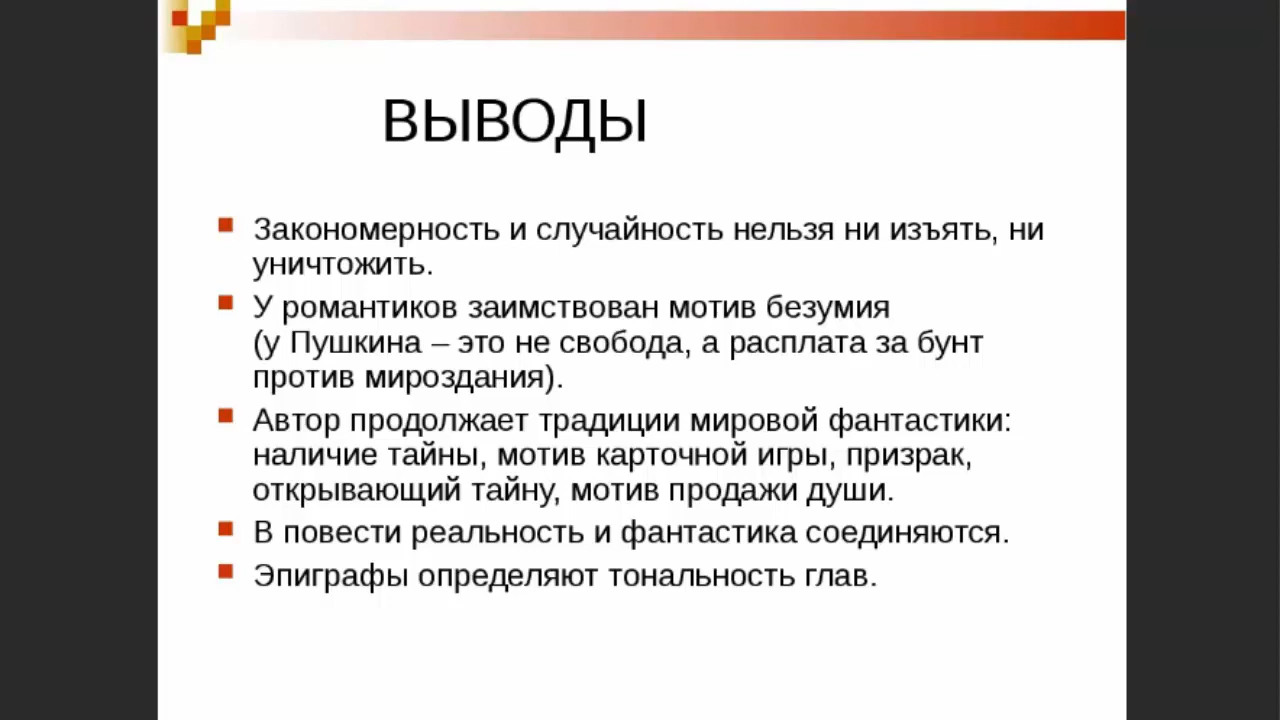 ВЫВОДЫ
Закономерность и случайность нельзя ни изъять, ни
уничтожить.
У романтиков заимствован мотив безумия
(у Пушкина – это не свобода, а расплата за бунт
против мироздания).
Автор продолжает традиции мировой фантастики:
наличие тайны, мотив карточной игры, призрак,
открывающий тайну, мотив продажи души.
В повести реальность и фантастика соединяются.
Эпиграфы определяют тональность глав.